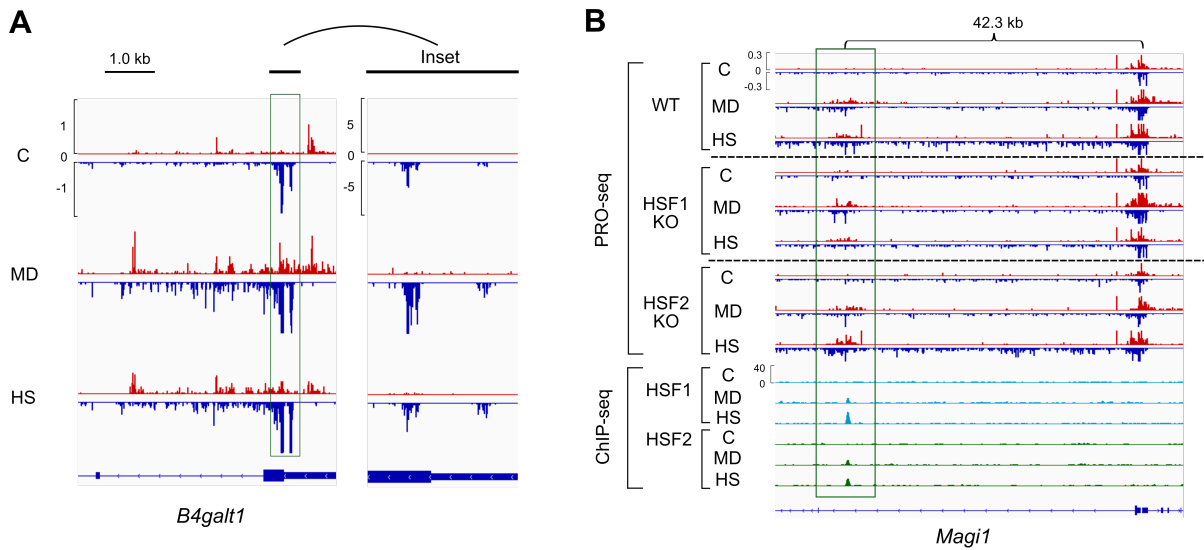 A
1.0 kb
Inset
C
1
0
-1
5
0
-5
MD
HS
B4galt1
B
42.3 kb
PRO-seq
WT
C
0.3
0
-0.3
MD
HS
HSF1
KO
C
MD
HS
HSF2
KO
C
MD
HS
ChIP-seq
HSF1
C
40
0
MD
HS
HSF2
C
MD
HS
Magi1